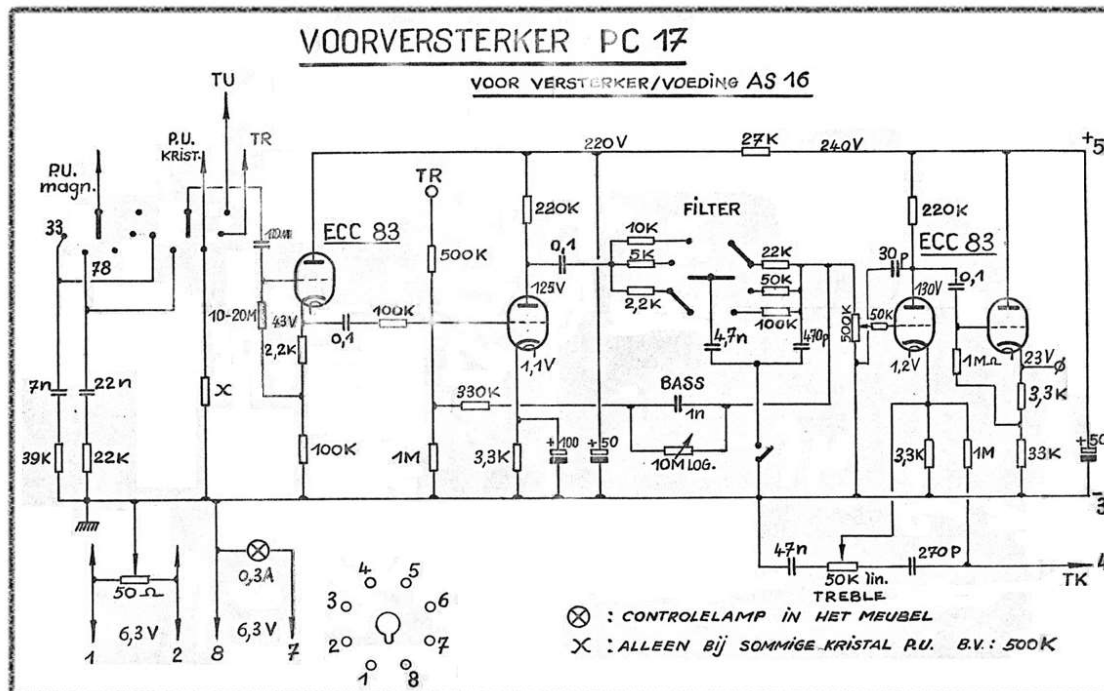 VOORVERSTERKER PC 17
VOOR VERSTERKER/VOEDING AS 16
TU
P.U. KRIST.
TR
P.U. magn.
33
78
ECC 83
10-20M
43V
2,2K
100K
0,1
100K
7n
22n
39K
22K
X
TR
500K
1M
330K
220K
125V
1,1V
3,3K
+100
+50
220V
27K
240V
+5
0,1
FILTER
10K
5K
2,2K
22K
50K
100K
4,7n
470p
BASS
1n
10M LOG.
500K
30p
50K
220K
ECC 83
130V
1,2V
0,1
1MΩ
23V
3,3K
33K
+50
3,3K
1M
-3
47n
50K lin.
TREBLE
270P
4
TK
50Ω
6,3V
1
2
0,3A
6,3V
8
7
4
5
3
6
2
7
1
8
⊗ : CONTROLELAMP IN HET MEUBEL
X : ALLEEN BIJ SOMMIGE KRISTAL P.U. B.V.: 500K